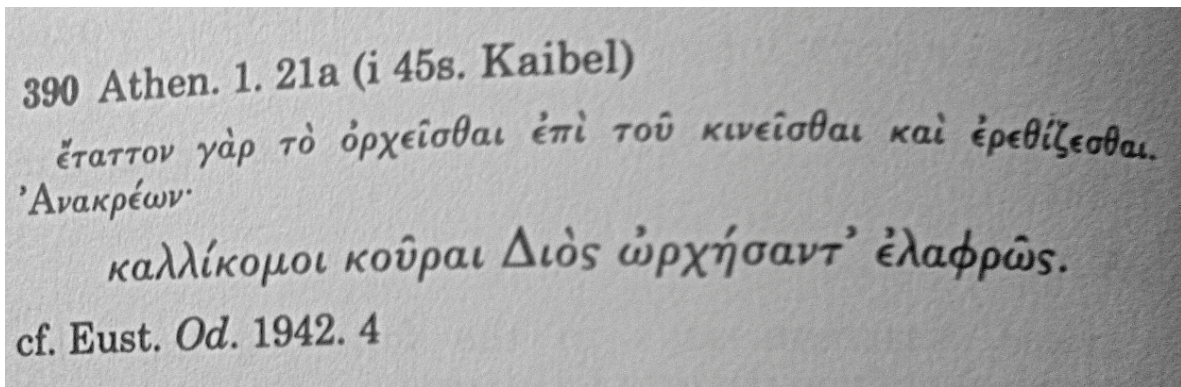 390 Athen. 1. 21a (i 45s. Kaibel)
ἔταττον γὰρ τὸ ὀρχεῖσθαι ἐπὶ τοῦ κινεῖσθαι καὶ ἐρεθίζεσθαι.
Ἀνακρέων·
καλλίκομοι κοῦραι Διὸς ὠρχήσαντ’ ἐλαφρῶς.
cf. Eust. Od. 1942. 4